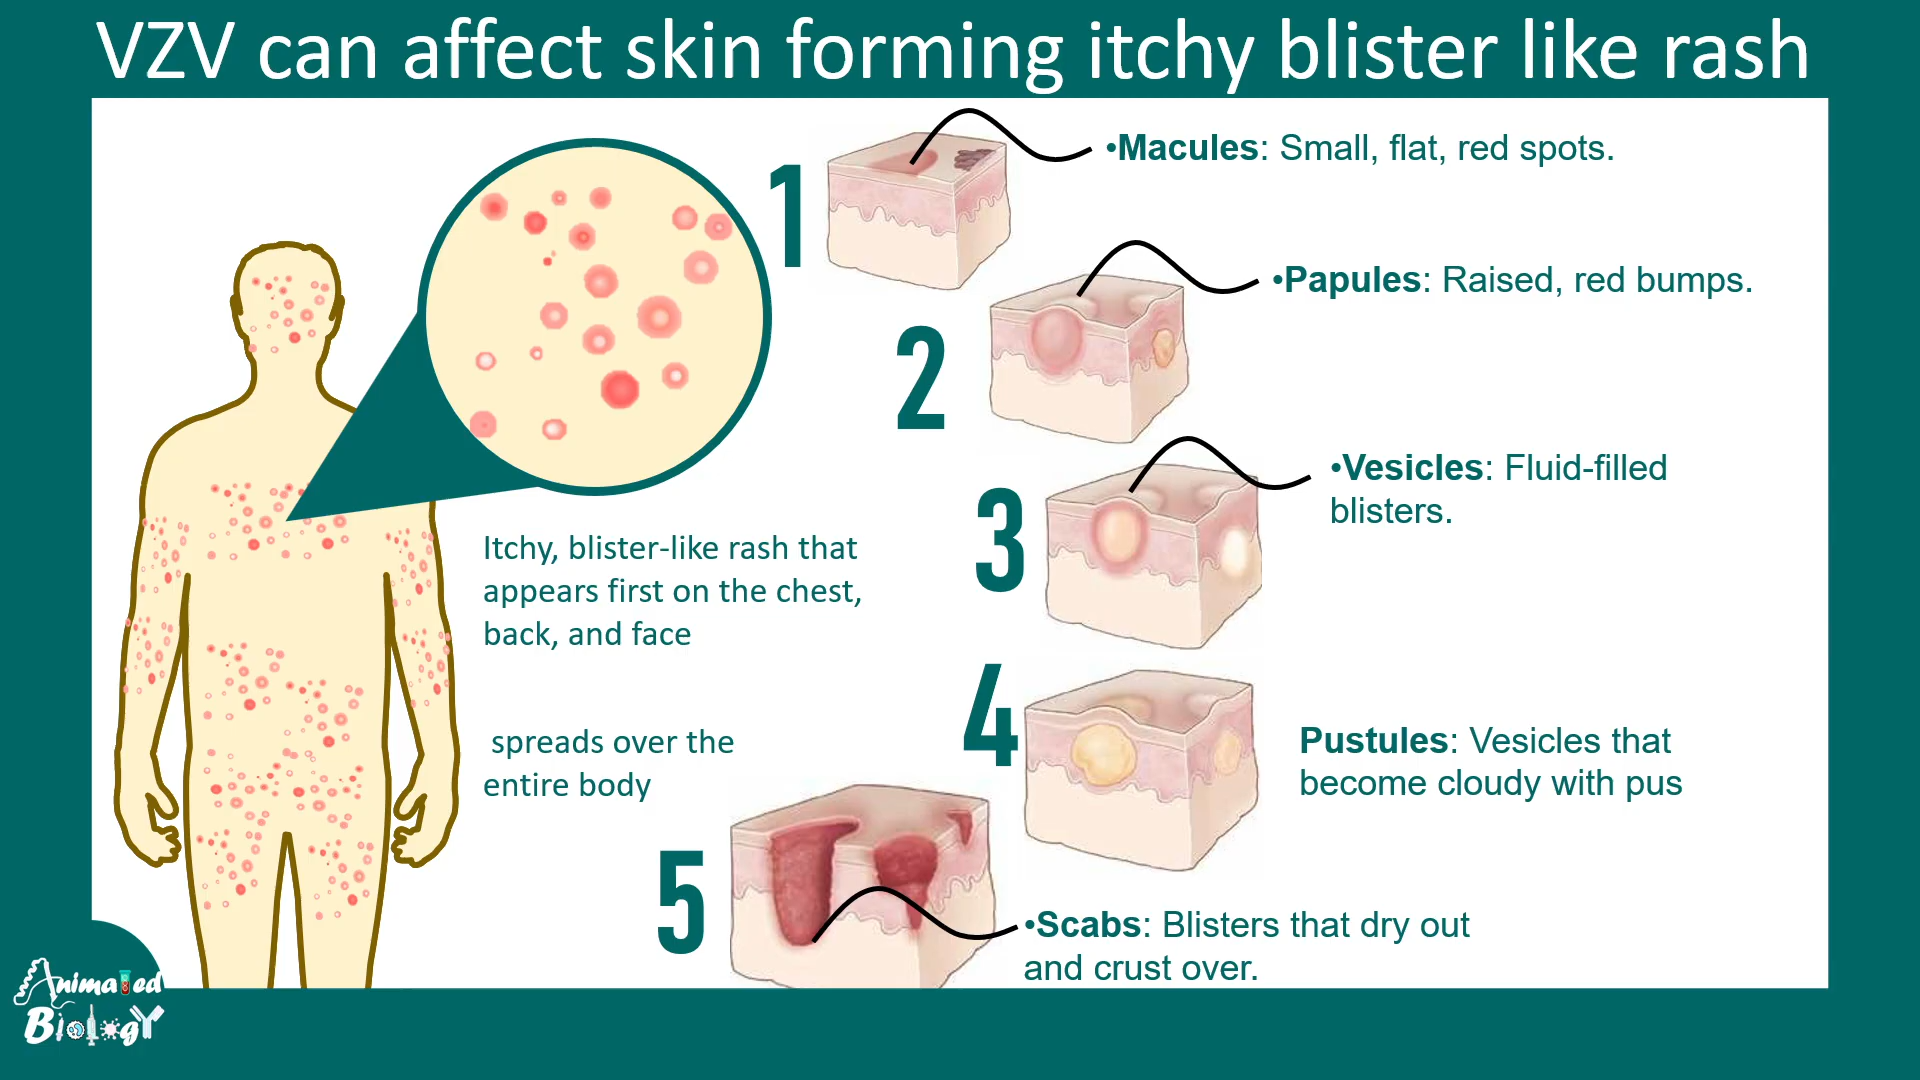 VZV can affect skin forming itchy blister like rash
1
•Macules: Small, flat, red spots.
2
•Papules: Raised, red bumps.
3
•Vesicles: Fluid-filled
blisters.
Itchy, blister-like rash that
appears first on the chest,
back, and face
4
Pustules: Vesicles that
become cloudy with pus
spreads over the
entire body
5
•Scabs: Blisters that dry out
and crust over.
Animated
Biology